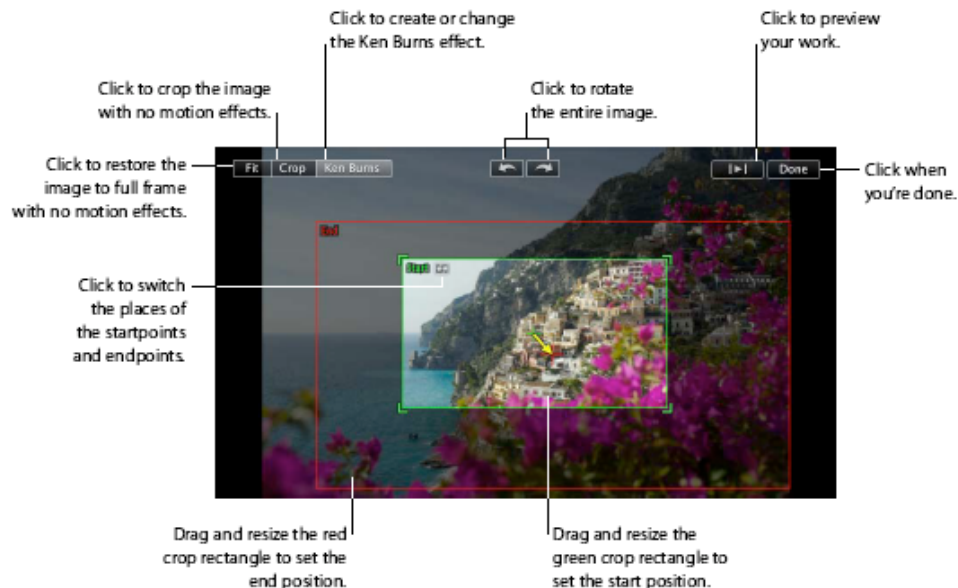 Click to create or change
the Ken Burns effect.
Click to preview
your work.
Click to crop the image
with no motion effects.
Click to rotate
the entire image.
Click to restore the
image to full frame
with no motion effects.
Fit Crop Ken Burns
Done
Click when
you're done.
End
Start
Click to switch
the places of
the startpoints
and endpoints.
Drag and resize the red
crop rectangle to set the
end position.
Drag and resize the
green crop rectangle to
set the start position.